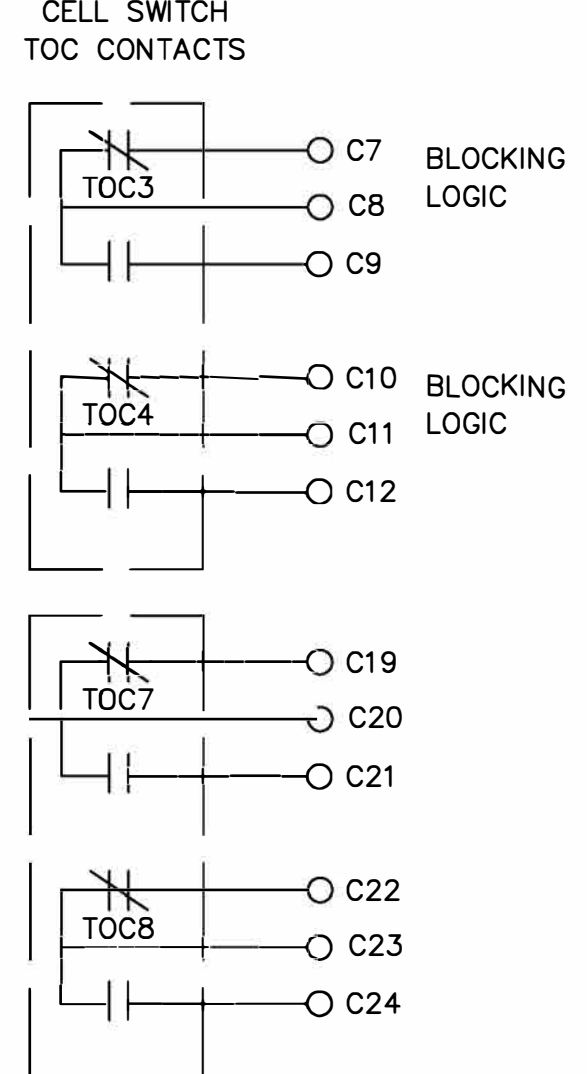 CELL SWITCH
TOC CONTACTS
C7
BLOCKING
LOGIC
TOC3
C8
C9
C10
BLOCKING
LOGIC
TOC4
C11
C12
C19
TOC7
C20
C21
C22
TOC8
C23
C24